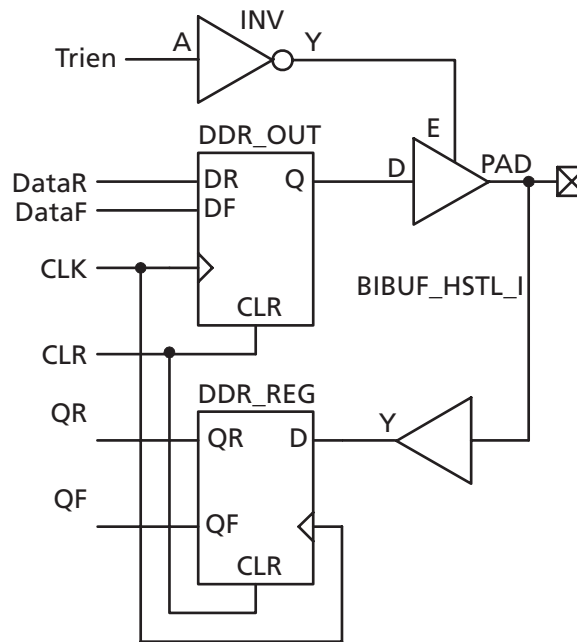 INV
Trien A Y
DDR_OUT E
DataR DR Q D PAD
DataF DF
CLK
BIBUF_HSTL_I
CLR
CLR
DDR_REG
QR QR D Y
QF QF
CLR